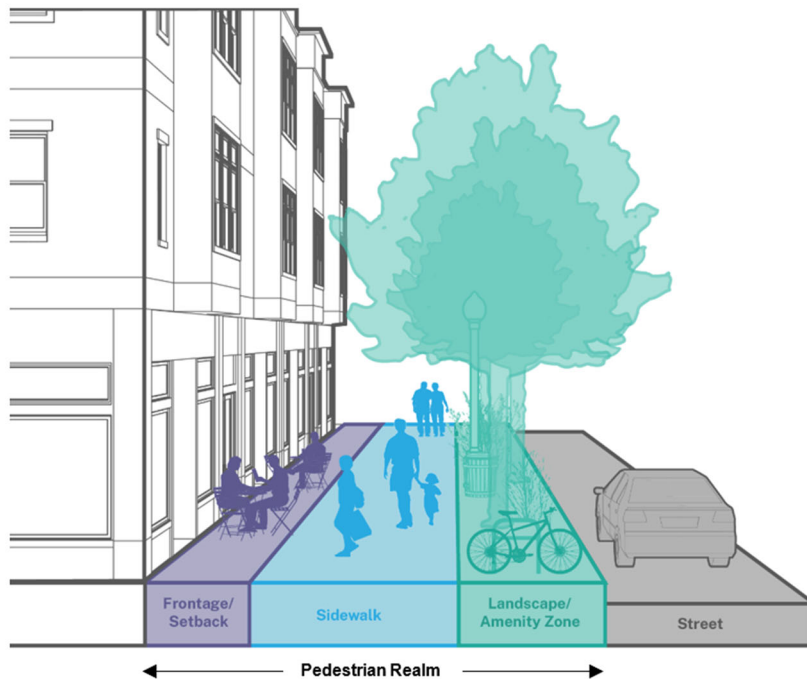 Frontage/
Setback
Sidewalk
Landscape/
Amenity Zone
Street
Pedestrian Realm